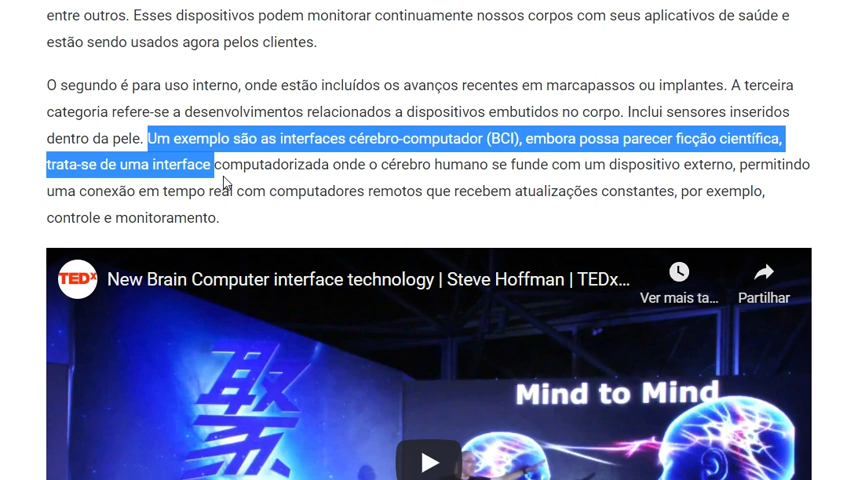 entre outros. Esses dispositivos podem monitorar continuamente nossos corpos com seus aplicativos de saúde e
estão sendo usados agora pelos clientes.
O segundo é para uso interno, onde estão incluídos os avanços recentes em marcapassos ou implantes. A terceira
categoria refere-se a desenvolvimentos relacionados a dispositivos embutidos no corpo. Inclui sensores inseridos
dentro da pele. Um exemplo são as interfaces cérebro-computador (BCI), embora possa parecer ficção científica,
trata-se de uma interface computadorizada onde o cérebro humano se funde com um dispositivo externo, permitindo
uma conexão em tempo real com computadores remotos que recebem atualizações constantes, por exemplo,
controle e monitoramento.
TEDx
New Brain Computer interface technology | Steve Hoffman | TEDx...
Ver mais ta...
Partilhar
聚
Mind to Mind